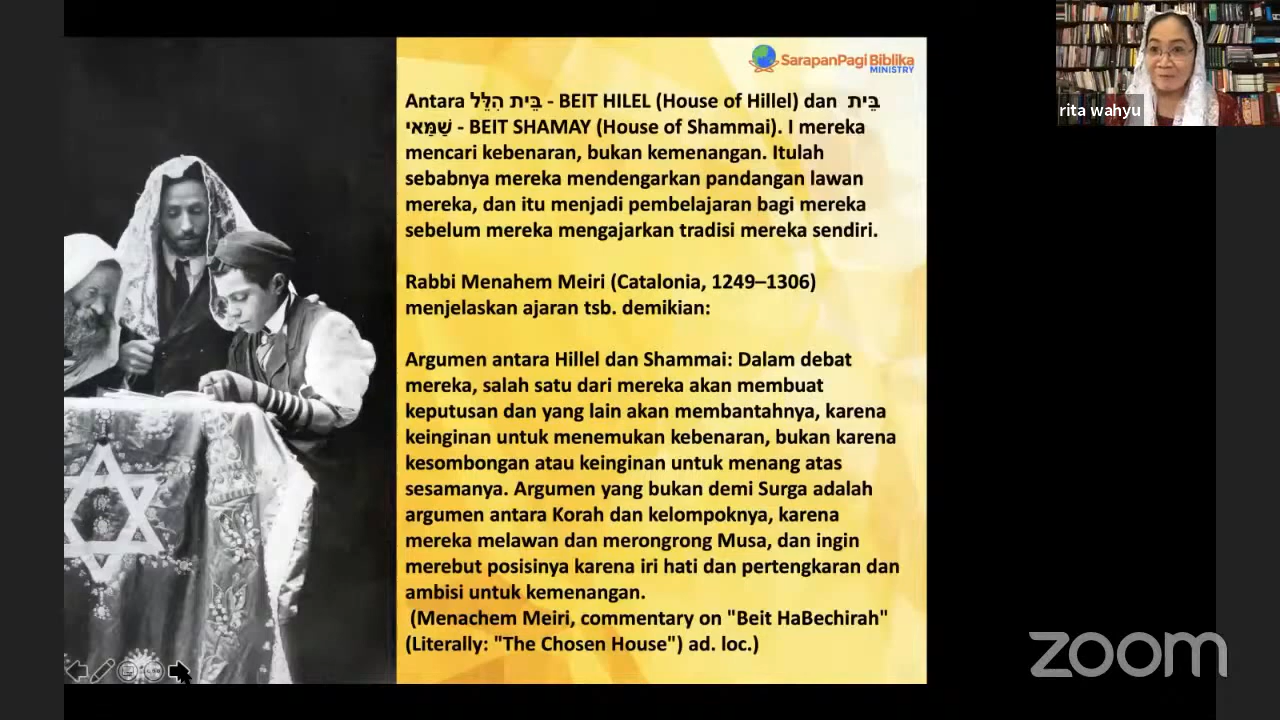 SarapanPagi Biblika
MINISTRY
rita wahyu
Antara בֵּית הִלֵּל - BEIT HILEL (House of Hillel) dan בֵּית
שַׁמַּאי - BEIT SHAMAY (House of Shammai). I mereka
mencari kebenaran, bukan kemenangan. Itulah
sebabnya mereka mendengarkan pandangan lawan
mereka, dan itu menjadi pembelajaran bagi mereka
sebelum mereka mengajarkan tradisi mereka sendiri.
Rabbi Menahem Meiri (Catalonia, 1249–1306)
menjelaskan ajaran tsb. demikian:
Argumen antara Hillel dan Shammai: Dalam debat
mereka, salah satu dari mereka akan membuat
keputusan dan yang lain akan membantahnya, karena
keinginan untuk menemukan kebenaran, bukan karena
kesombongan atau keinginan untuk menang atas
sesamanya. Argumen yang bukan demi Surga adalah
argumen antara Korah dan kelompoknya, karena
mereka melawan dan merongrong Musa, dan ingin
merebut posisinya karena iri hati dan pertengkaran dan
ambisi untuk kemenangan.
(Menachem Meiri, commentary on "Beit HaBechirah"
(Literally: "The Chosen House") ad. loc.)
zoom